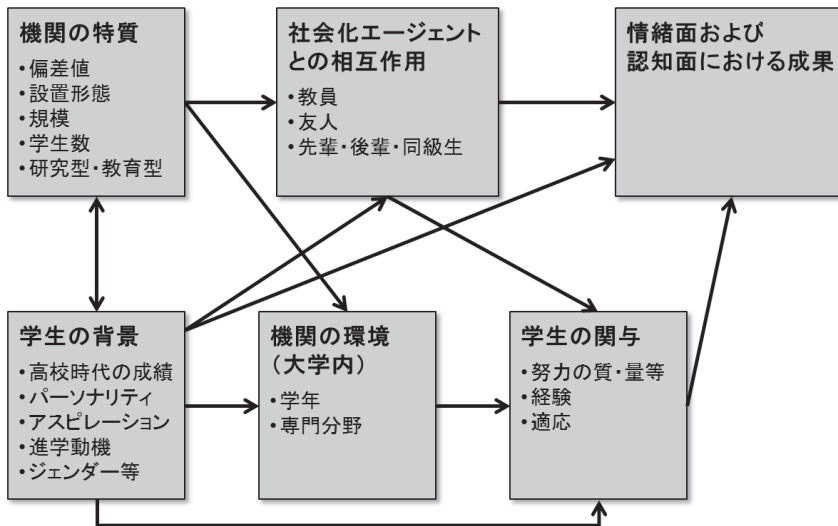 機関の特質
•偏差値
•設置形態
•規模
•学生数
•研究型・教育型
社会化エージェント
との相互作用
•教員
•友人
•先輩・後輩・同級生
情緒面および
認知面における成果
学生の背景
•高校時代の成績
•パーソナリティ
•アスピレーション
•進学動機
•ジェンダー等
機関の環境
（大学内）
•学年
•専門分野
学生の関与
•努力の質・量等
•経験
•適応